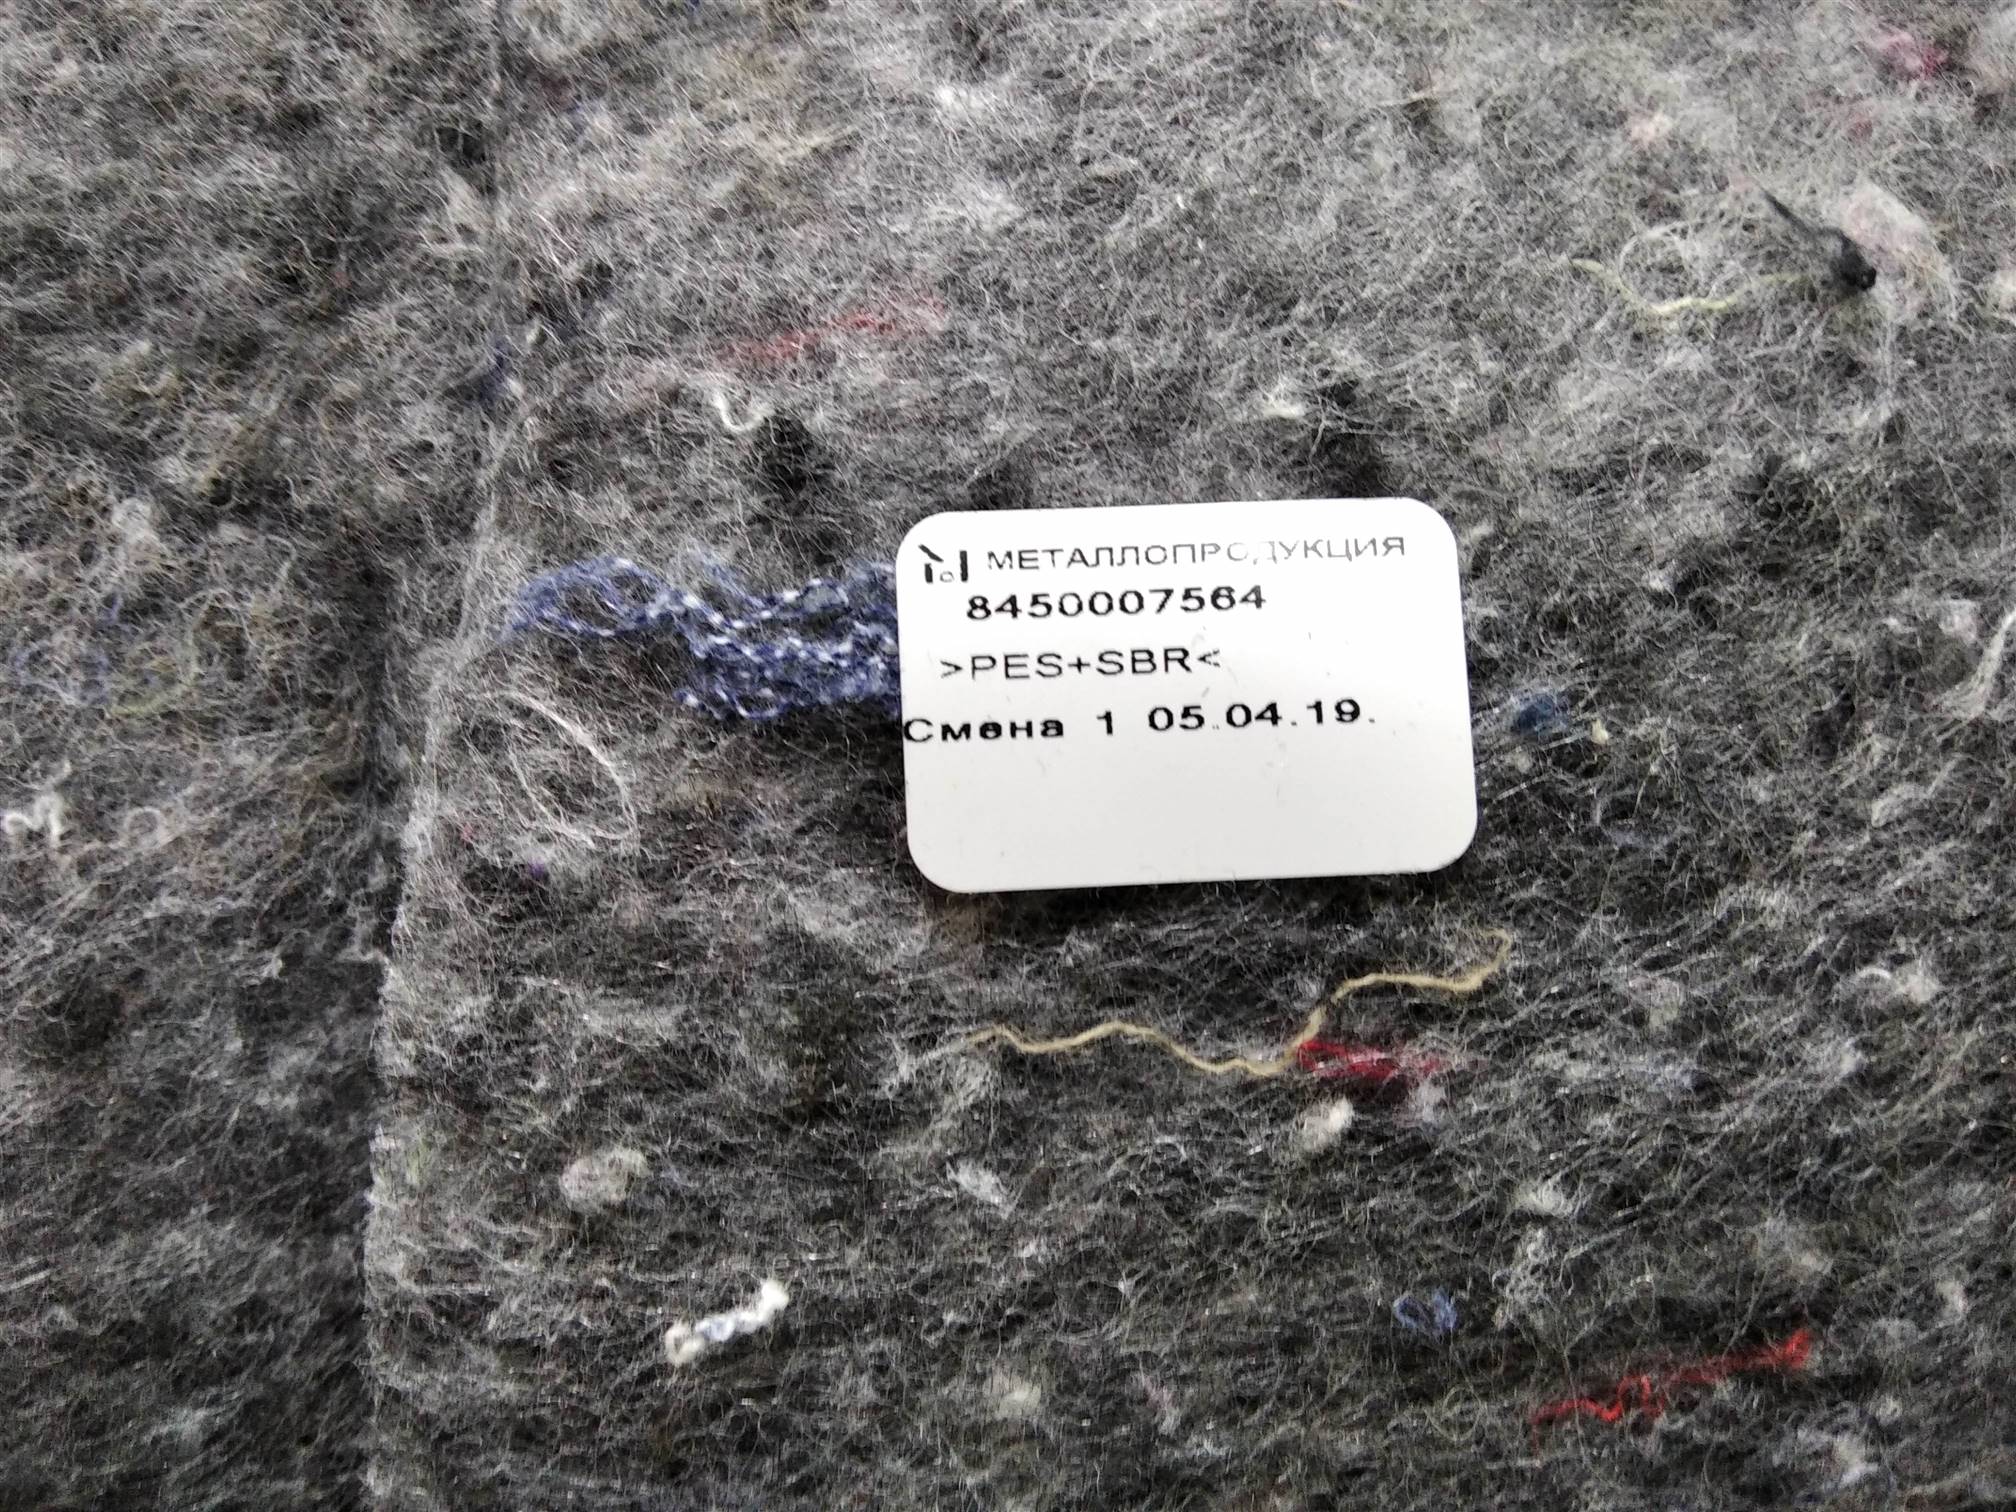 МЕТАЛЛОПРОДУКЦИЯ
8450007564
>PES+SBR<
Смена 1 05.04.19.